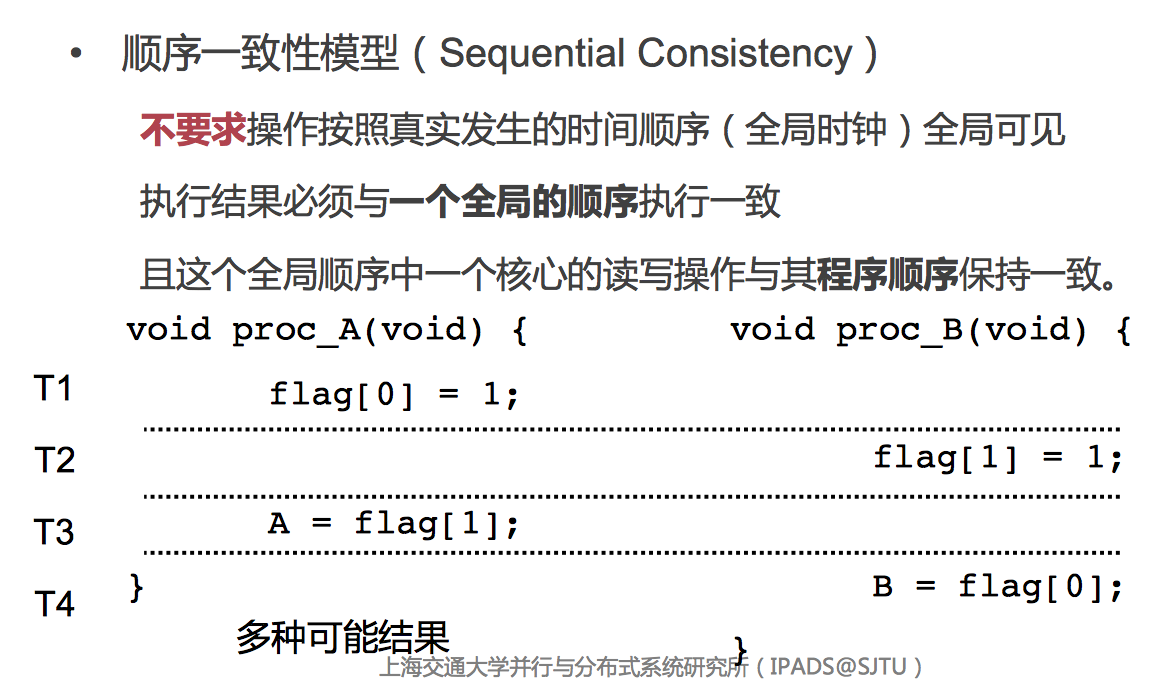 • 顺序一致性模型（Sequential Consistency）
不要求操作按照真实发生的时间顺序（全局时钟）全局可见
执行结果必须与一个全局的顺序执行一致
且这个全局顺序中一个核心的读写操作与其程序顺序保持一致。
void proc_A(void) { void proc_B(void) {
T1 flag[0] = 1;
T2 flag[1] = 1;
T3 A = flag[1];
T4 } B = flag[0];
多种可能结果 }
上海交通大学并行与分布式系统研究所（IPADS@SJTU）